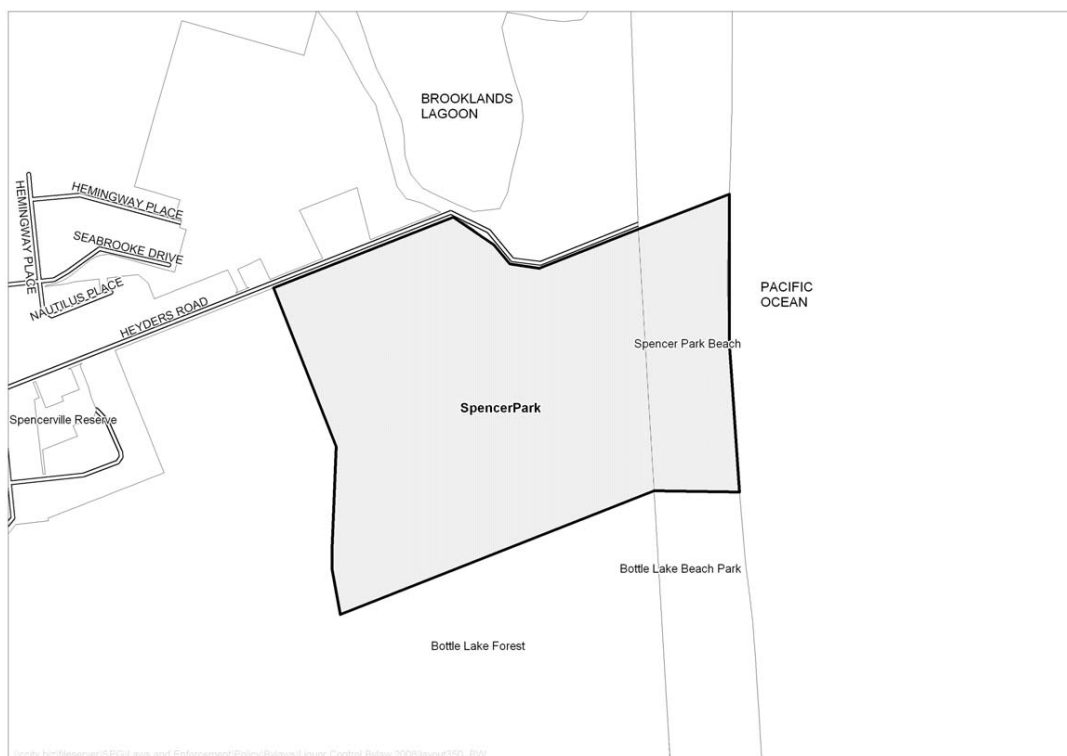 BROOKLANDS
LAGOON
HEMINGWAY PLACE
HEMINGWAY PLACE
SEABROOKE DRIVE
NAUTILUS PLACE
HEYDERS ROAD
PACIFIC
OCEAN
Spencer Park Beach
SpencerPark
Spencerville Reserve
Bottle Lake Beach Park
Bottle Lake Forest